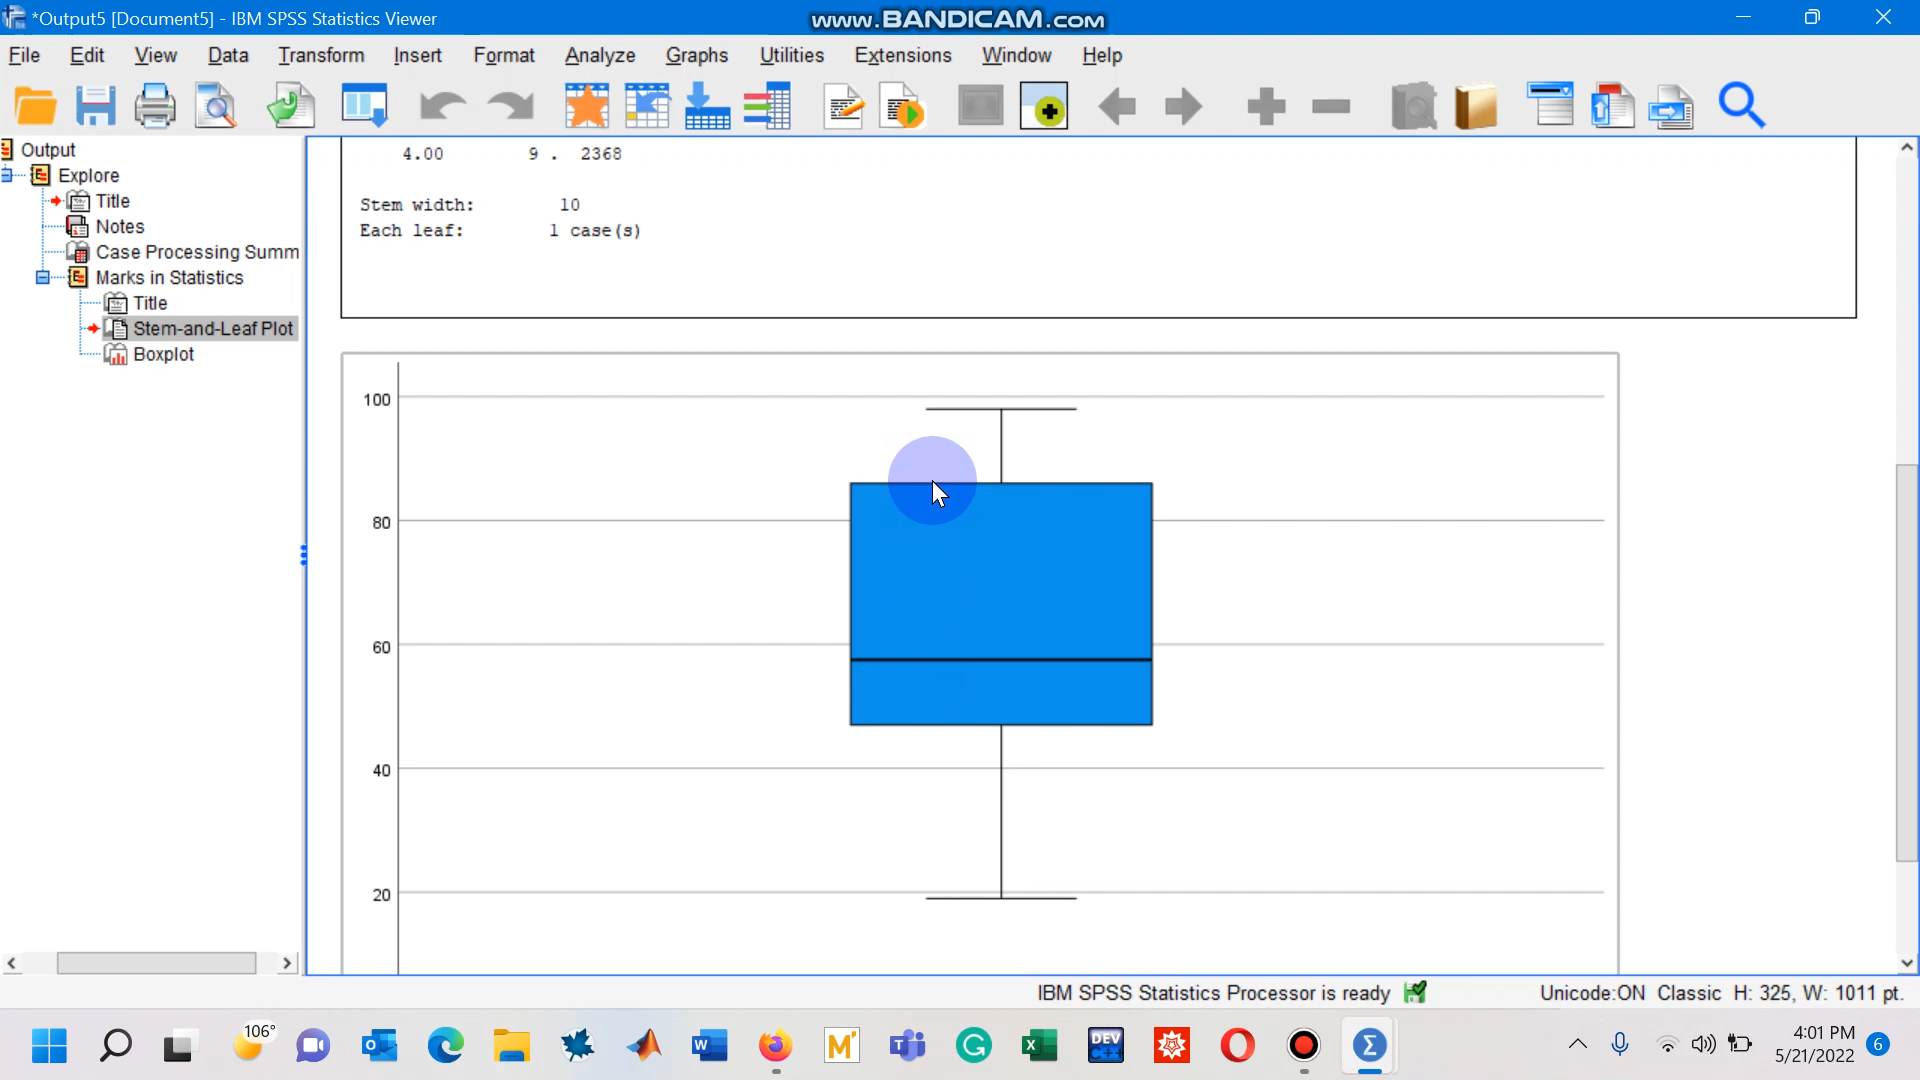 *Output5 [Document5] - IBM SPSS Statistics Viewer
www.BANDICAM.com
File Edit View Data Transform Insert Format Analyze Graphs Utilities Extensions Window Help
Output
Explore
Title
Notes
Case Processing Summ
Marks in Statistics
Title
Stem-and-Leaf Plot
Boxplot
4.00 9 . 2368
Stem width: 10
Each leaf: 1 case(s)
100
80
60
40
20
IBM SPSS Statistics Processor is ready
Unicode:ON Classic H: 325, W: 1011 pt.
106°
DEV
C++
4:01 PM
5/21/2022
6